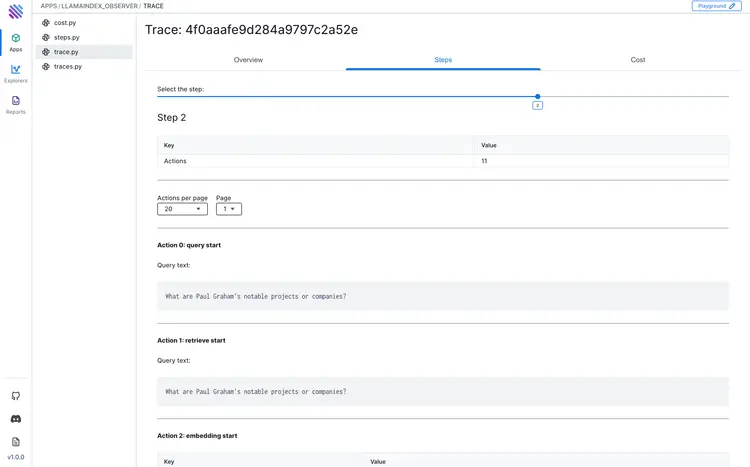 APPS / LLAMAINDEX_OBSERVER / TRACE
Playground
Apps
Explorers
Reports
v1.0.0
cost.py
steps.py
trace.py
traces.py
Trace: 4f0aaafe9d284a9797c2a52e
Overview Steps Cost
Select the step:
2
Step 2
Key Value
Actions 11
Actions per page Page
20 1
Action 0: query start
Query text:
What are Paul Graham's notable projects or companies?
Action 1: retrieve start
Query text:
What are Paul Graham's notable projects or companies?
Action 2: embedding start
Key Value